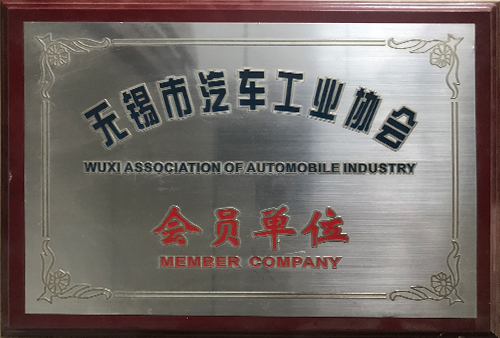 无锡市汽车工业协会
WUXI ASSOCIATION OF AUTOMOBILE INDUSTRY
会员单位
MEMBER COMPANY